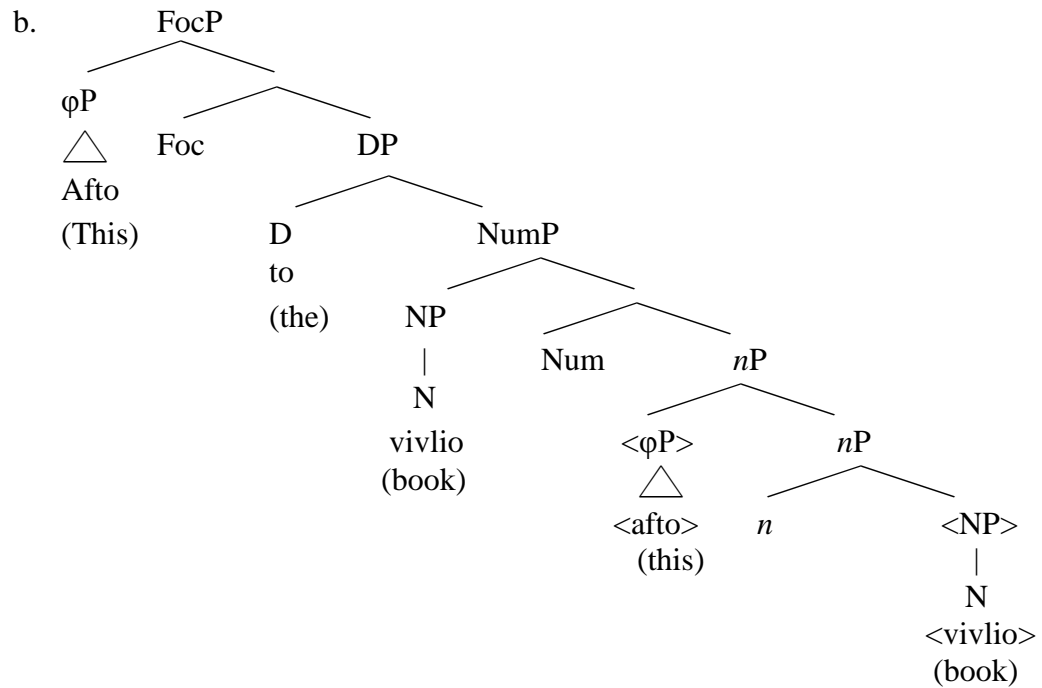 b. FocP
φP
Foc DP
Afto
(This) D NumP
to
(the) NP
Num nP
N
vivlio <φP> nP
(book)
<afto> n <NP>
(this)
N
<vivlio>
(book)